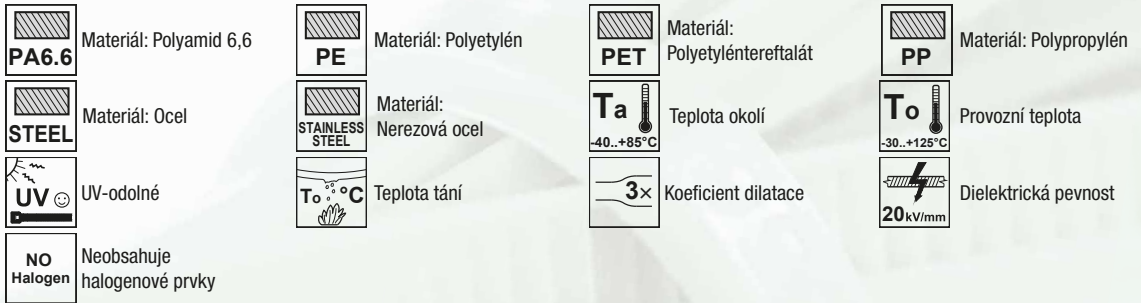 PA6.6
Materiál: Polyamid 6,6
PE
Materiál: Polyetylén
PET
Materiál:
Polyetyléntereftalát
PP
Materiál: Polypropylén
STEEL
Materiál: Ocel
STAINLESS
STEEL
Materiál:
Nerezová ocel
Ta
-40..+85°C
Teplota okolí
To
-30..+125°C
Provozní teplota
UV
UV-odolné
To °C
Teplota tání
3×
Koeficient dilatace
20kV/mm
Dielektrická pevnost
NO
Halogen
Neobsahuje
halogenové prvky